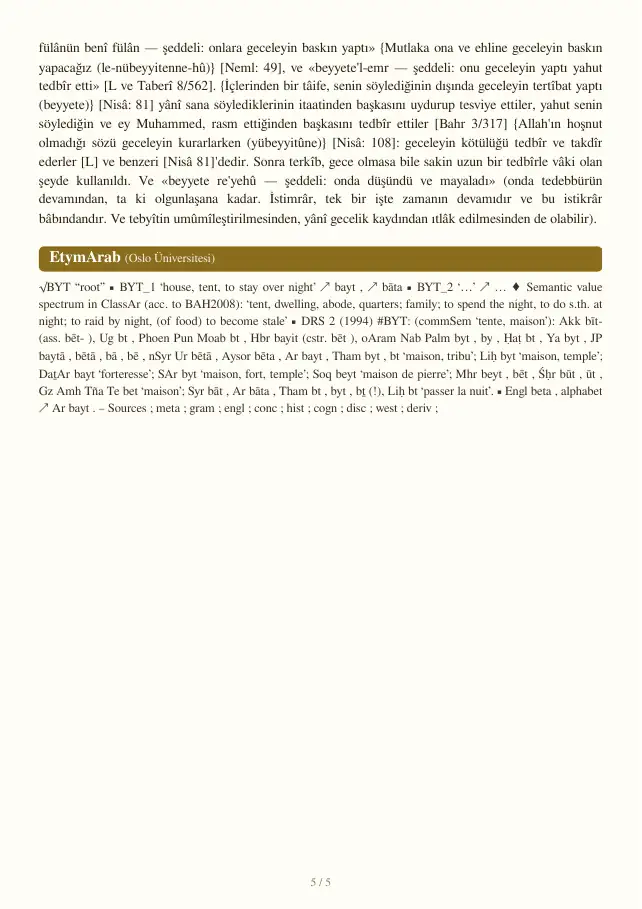 fülânün benî fülân — şeddeli: onlara geceleyin baskın yaptı» {Mutlaka ona ve ehline geceleyin baskın
yapacağız (le-nübeyyitenne-hû)} [Neml: 49], ve «beyyete'l-emr — şeddeli: onu geceleyin yaptı yahut
tedbîr etti» [L ve Taberî 8/562]. {İçlerinden bir tâife, senin söylediğinin dışında geceleyin tertîbat yaptı
(beyyete)} [Nisâ: 81] yânî sana söylediklerinin itaatinden başkasını uydurup tesviye ettiler, yahut senin
söylediğin ve ey Muhammed, rasm ettiğinden başkasını tedbîr ettiler [Bahr 3/317] {Allah'ın hoşnut
olmadığı sözü geceleyin kurarlarken (yübeyyitûne)} [Nisâ: 108]: geceleyin kötülüğü tedbîr ve takdîr
ederler [L] ve benzeri [Nisâ 81]'dedir. Sonra terkîb, gece olmasa bile sakin uzun bir tedbîrle vâki olan
şeyde kullanıldı. Ve «beyyete re'yehû — şeddeli: onda düşündü ve mayaladı» (onda tedebbürün
devamından, ta ki olgunlaşana kadar. İstimrâr, tek bir işte zamanın devamıdır ve bu istikrâr
bâbındandır. Ve tebyîtin umûmîleştirilmesinden, yânî gecelik kaydından ıtlâk edilmesinden de olabilir).
EtymArab (Oslo Üniversitesi)
√BYT “root” ▪ BYT_1 ‘house, tent, to stay over night’ ↗ bayt , ↗ bāta ▪ BYT_2 ‘…’ ↗ … ♦ Semantic value
spectrum in ClassAr (acc. to BAH2008): ‘tent, dwelling, abode, quarters; family; to spend the night, to do s.th. at
night; to raid by night, (of food) to become stale’ ▪ DRS 2 (1994) #BYT: (commSem ‘tente, maison’): Akk bīt-
(ass. bēt- ), Ug bt , Phoen Pun Moab bt , Hbr bayit (cstr. bēt ), oAram Nab Palm byt , by , Ḥaṭ bt , Ya byt , JP
baytā , bētā , bā , bē , nSyr Ur bētā , Aysor bēta , Ar bayt , Tham byt , bt ‘maison, tribu’; Liḥ byt ‘maison, temple’;
DaṯAr bayt ‘forteresse’; SAr byt ‘maison, fort, temple’; Soq beyt ‘maison de pierre’; Mhr beyt , bēt , Śḥr būt , ūt ,
Gz Amh Tña Te bet ‘maison’; Syr bāt , Ar bāta , Tham bt , byt , bṯ (!), Liḥ bt ‘passer la nuit’. ▪ Engl beta , alphabet
↗ Ar bayt . – Sources ; meta ; gram ; engl ; conc ; hist ; cogn ; disc ; west ; deriv ;
5 / 5